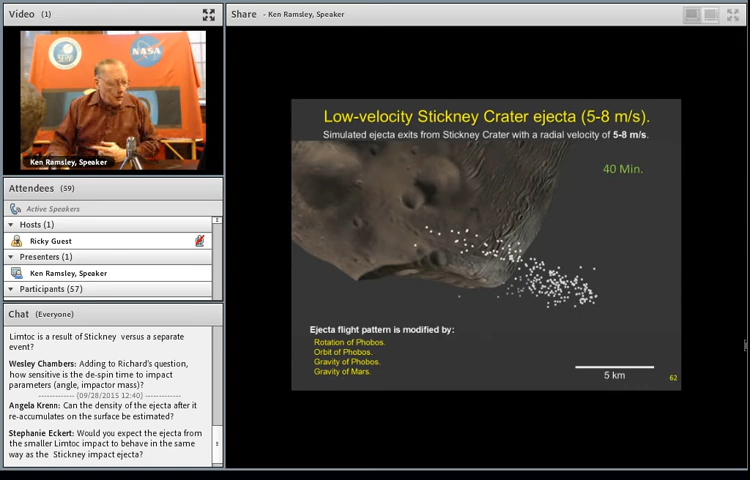 Video (1)
NASA
Ken Ramsley, Speaker
Attendees (59)
Active Speakers
Hosts (1)
Ricky Guest
Presenters (1)
Ken Ramsley, Speaker
Participants (57)
Chat (Everyone)
Limtoc is a result of Stickney versus a separate
event?
Wesley Chambers: Adding to Richard's question,
how sensitive is the de-spin time to impact
parameters (angle, impactor mass)?
------------- (09/28/2015 12:40) -------------
Angela Krenn: Can the density of the ejecta after it
re-accumulates on the surface be estimated?
Stephanie Eckert: Would you expect the ejecta from
the smaller Limtoc impact to behave in the same
way as the Stickney impact ejecta?
Share - Ken Ramsley, Speaker
Low-velocity Stickney Crater ejecta (5-8 m/s).
Simulated ejecta exits from Stickney Crater with a radial velocity of 5-8 m/s.
40 Min.
Ejecta flight pattern is modified by:
Rotation of Phobos.
Orbit of Phobos.
Gravity of Phobos.
Gravity of Mars.
5 km
62